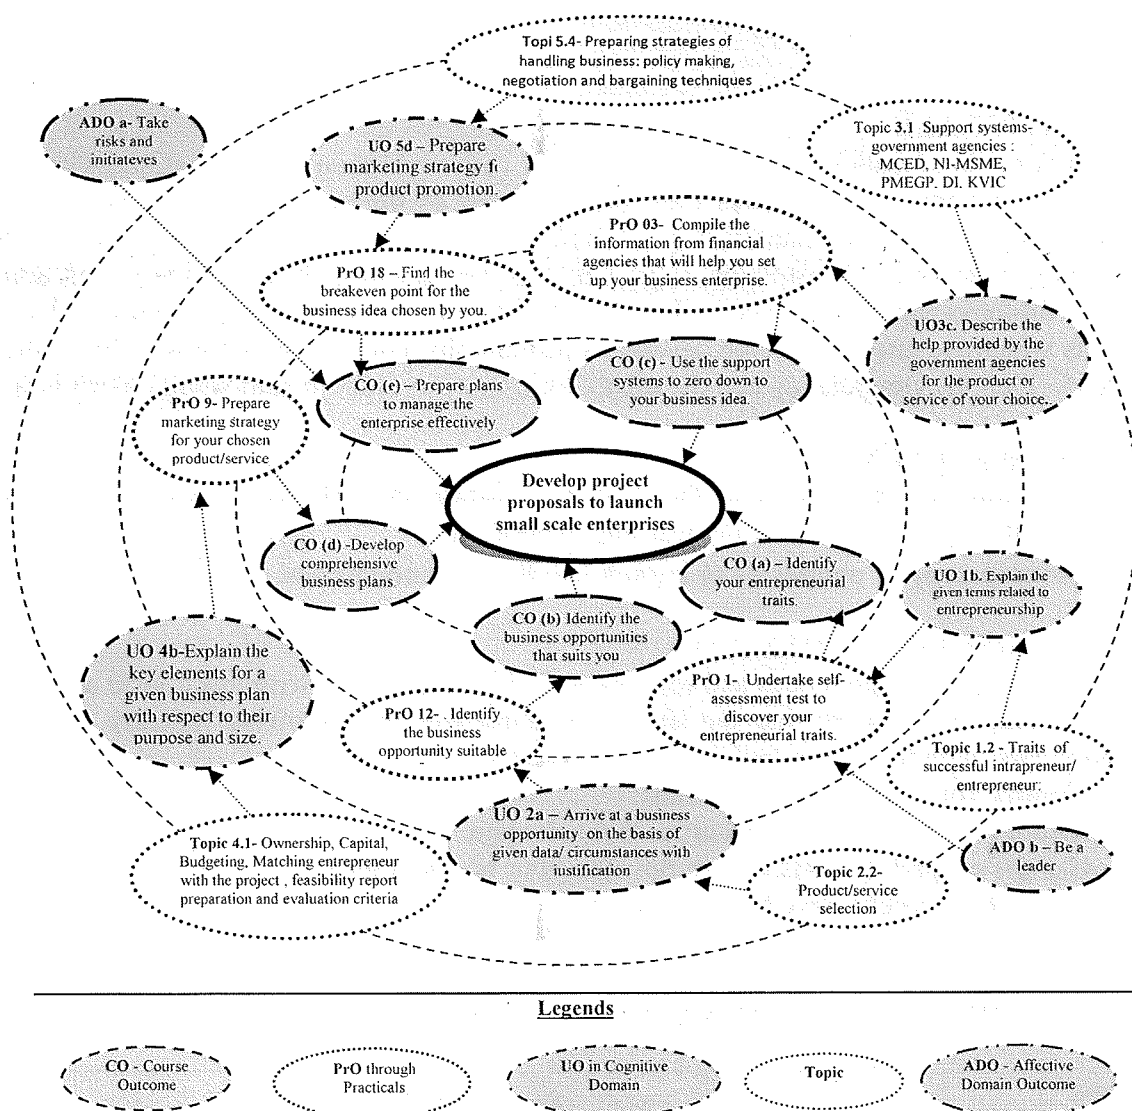 Topi 5.4- Preparing strategies of
handling business: policy making,
negotiation and bargaining techniques
ADO a- Take
risks and
initiateves
UO 5d – Prepare
marketing strategy f
product promotion.
Topic 3.1 Support systems-
government agencies :
MCED, NI-MSME,
PMEGP. DI. KVIC
PrO 03- Compile the
information from financial
agencies that will help you set
up your business enterprise.
PrO 18 – Find the
breakeven point for the
business idea chosen by you.
UO3c. Describe the
help provided by the
government agencies
for the product or
service of your choice.
CO (e) – Prepare plans
to manage the
enterprise effectively
CO (c) - Use the support
systems to zero down to
your business idea.
PrO 9- Prepare
marketing strategy
for your chosen
product/service
Develop project
proposals to launch
small scale enterprises
CO (d) -Develop
comprehensive
business plans
CO (a) – Identify
your entrepreneurial
traits.
UO 1b. Explain the
given terms related to
entrepreneurship
CO (b) Identify the
business opportunities
that suits you
UO 4b-Explain the
key elements for a
given business plan
with respect to their
purpose and size.
PrO 12- . Identify
the business
opportunity suitable
PrO 1- Undertake self-
assessment test to
discover your
entrepreneurial traits.
Topic 1.2 - Traits of
successful intrapreneur/
entrepreneur.
UO 2a – Arrive at a business
opportunity on the basis of
given data/ circumstances with
justification
Topic 4.1- Ownership, Capital,
Budgeting, Matching entrepreneur
with the project , feasibility report
preparation and evaluation criteria
Topic 2.2-
Product/service
selection
ADO b – Be a
leader
Legends
CO - Course
Outcome
PrO through
Practicals
UO in Cognitive
Domain
Topic
ADO - Affective
Domain Outcome